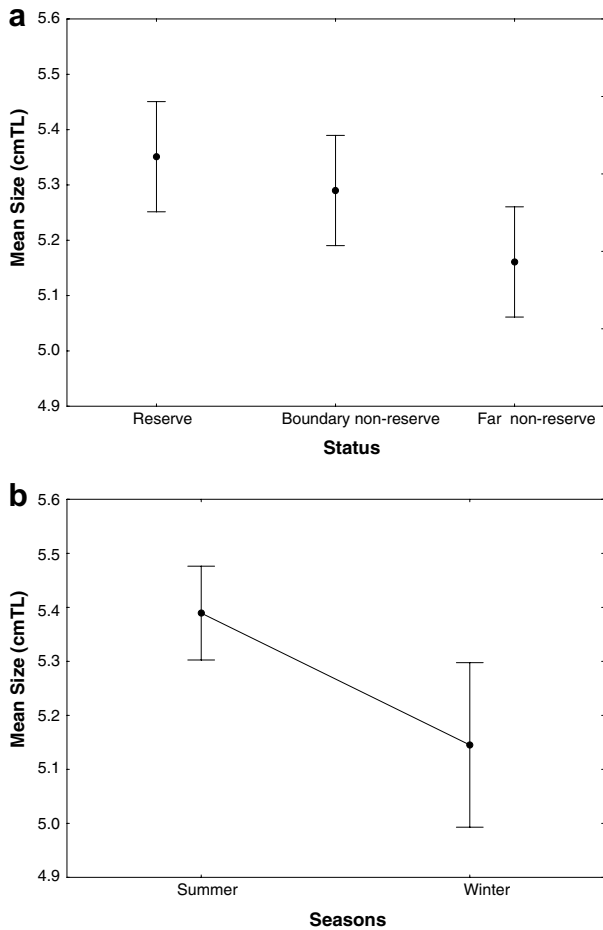 a
Mean Size (cmTL)
5.6
5.5
5.4
5.3
5.2
5.1
5.0
4.9
Reserve Boundary non-reserve Far non-reserve
Status
b
Mean Size (cmTL)
5.6
5.5
5.4
5.3
5.2
5.1
5.0
4.9
Summer Winter
Seasons